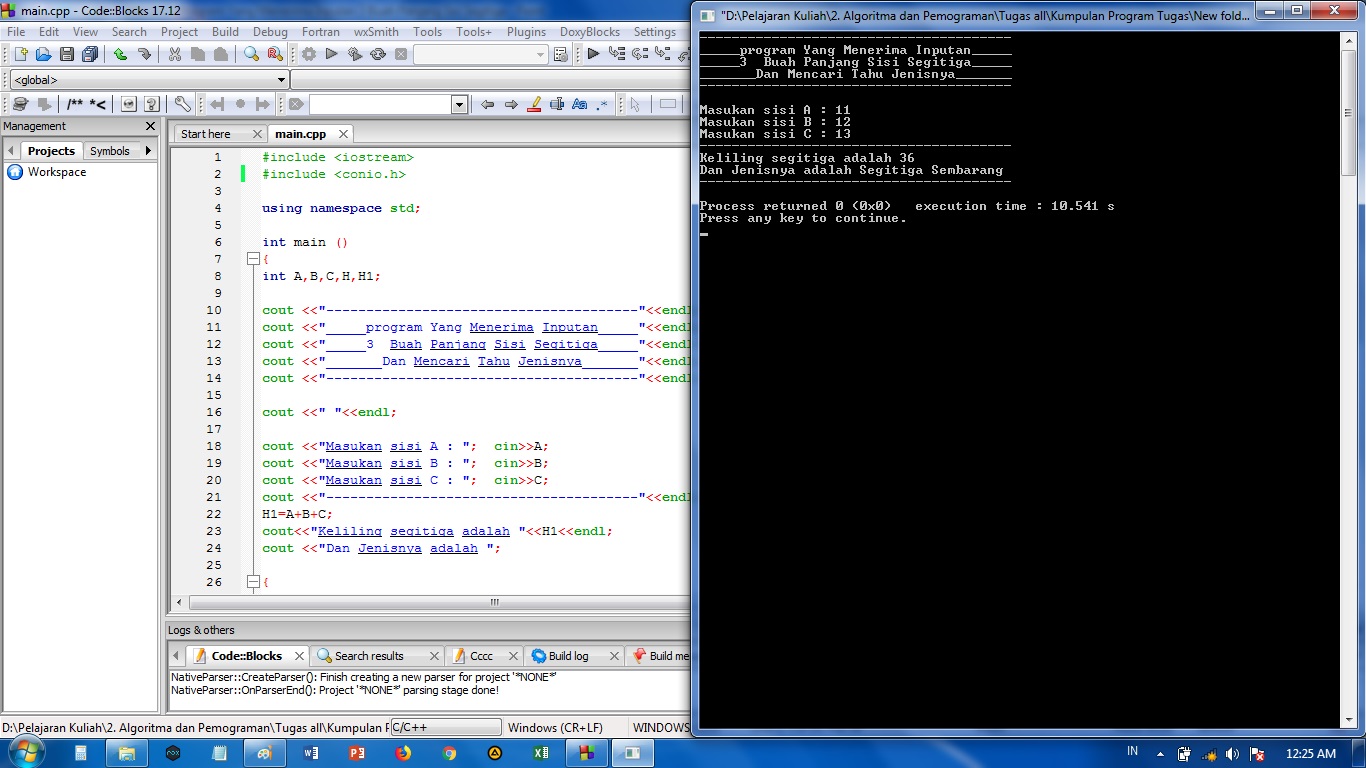 main.cpp - Code::Blocks 17.12
File Edit View Search Project Build Debug Fortran wxSmith Tools Tools+ Plugins DoxyBlocks Settings
<global>
/** *<
Aa .*
Management
Projects Symbols
Workspace
Start here main.cpp
1 #include <iostream>
2 #include <conio.h>
3
4 using namespace std;
5
6 int main ()
7 {
8 int A,B,C,H,H1;
9
10 cout <<"---------------------------------------"<<endl
11 cout <<"_____program Yang Menerima Inputan_____"<<endl
12 cout <<"_____3  Buah Panjang Sisi Segitiga_____"<<endl
13 cout <<"_______Dan Mencari Tahu Jenisnya_______"<<endl
14 cout <<"---------------------------------------"<<endl
15
16 cout <<" "<<endl;
17
18 cout <<"Masukan sisi A : ";  cin>>A;
19 cout <<"Masukan sisi B : ";  cin>>B;
20 cout <<"Masukan sisi C : ";  cin>>C;
21 cout <<"---------------------------------------"<<endl
22 H1=A+B+C;
23 cout<<"Keliling segitiga adalah "<<H1<<endl;
24 cout <<"Dan Jenisnya adalah ";
25
26 {
Logs & others
Code::Blocks Search results Cccc Build log Build me
NativeParser::CreateParser(): Finish creating a new parser for project '*NONE*'
NativeParser::OnParserEnd(): Project '*NONE*' parsing stage done!
D:\Pelajaran Kuliah\2. Algoritma dan Pemograman\Tugas all\Kumpulan P C/C++ Windows (CR+LF) WINDOWS
"D:\Pelajaran Kuliah\2. Algoritma dan Pemograman\Tugas all\Kumpulan Program Tugas\New fold...
---------------------------------------
_____program Yang Menerima Inputan_____
_____3  Buah Panjang Sisi Segitiga_____
_______Dan Mencari Tahu Jenisnya_______
---------------------------------------
Masukan sisi A : 11
Masukan sisi B : 12
Masukan sisi C : 13
---------------------------------------
Keliling segitiga adalah 36
Dan Jenisnya adalah Segitiga Sembarang
---------------------------------------
Process returned 0 (0x0)   execution time : 10.541 s
Press any key to continue.
IN 12:25 AM